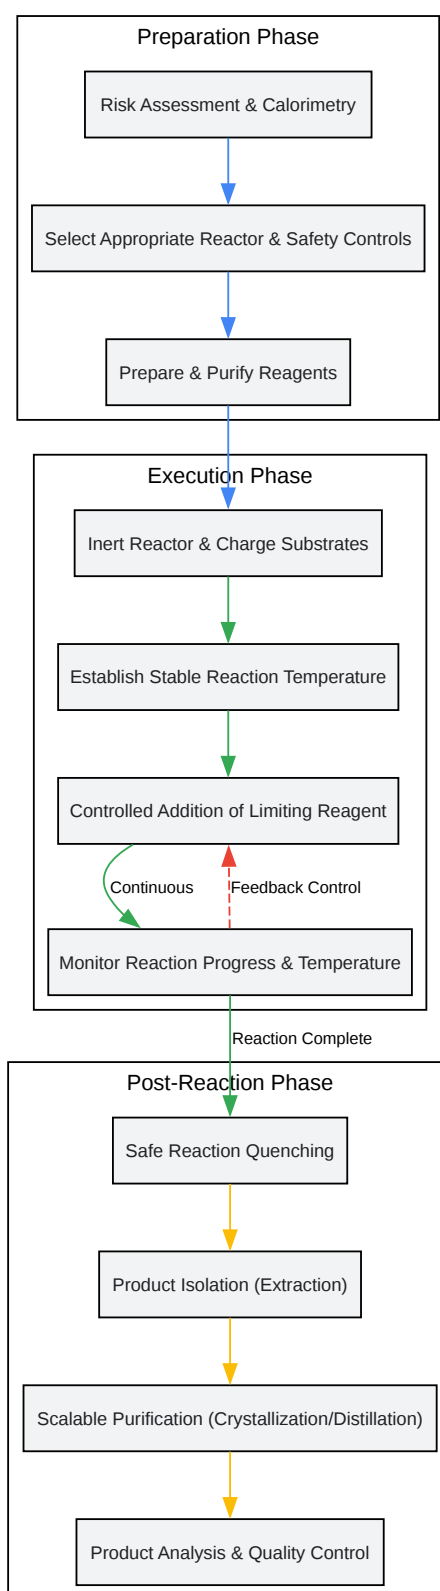 Preparation Phase
Risk Assessment & Calorimetry
Select Appropriate Reactor & Safety Controls
Prepare & Purify Reagents
Execution Phase
Inert Reactor & Charge Substrates
Establish Stable Reaction Temperature
Controlled Addition of Limiting Reagent
Continuous
Feedback Control
Monitor Reaction Progress & Temperature
Reaction Complete
Post-Reaction Phase
Safe Reaction Quenching
Product Isolation (Extraction)
Scalable Purification (Crystallization/Distillation)
Product Analysis & Quality Control